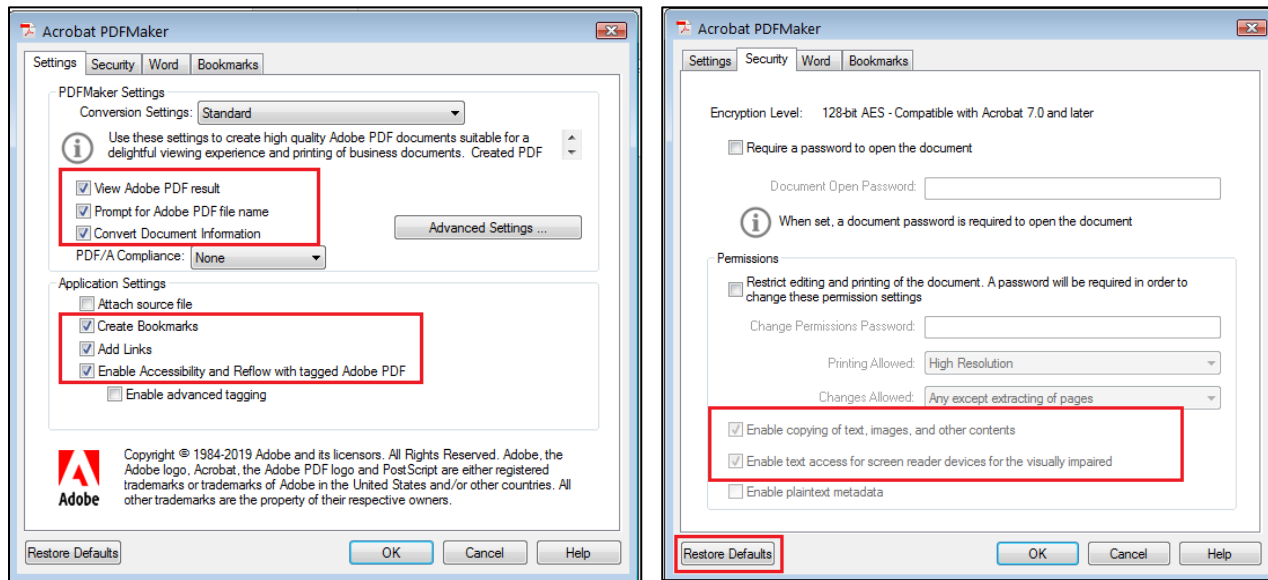 Acrobat PDFMaker
Settings Security Word Bookmarks
PDFMaker Settings
Conversion Settings: Standard
Use these settings to create high quality Adobe PDF documents suitable for a
delightful viewing experience and printing of business documents. Created PDF
View Adobe PDF result
Prompt for Adobe PDF file name
Convert Document Information
Advanced Settings ...
PDF/A Compliance: None
Application Settings
Attach source file
Create Bookmarks
Add Links
Enable Accessibility and Reflow with tagged Adobe PDF
Enable advanced tagging
Adobe
Copyright © 1984-2019 Adobe and its licensors. All Rights Reserved. Adobe, the
Adobe logo, Acrobat, the Adobe PDF logo and PostScript are either registered
trademarks or trademarks of Adobe in the United States and/or other countries. All
other trademarks are the property of their respective owners.
Restore Defaults OK Cancel Help
Acrobat PDFMaker
Settings Security Word Bookmarks
Encryption Level: 128-bit AES - Compatible with Acrobat 7.0 and later
Require a password to open the document
Document Open Password:
When set, a document password is required to open the document
Permissions
Restrict editing and printing of the document. A password will be required in order to
change these permission settings
Change Permissions Password:
Printing Allowed: High Resolution
Changes Allowed: Any except extracting of pages
Enable copying of text, images, and other contents
Enable text access for screen reader devices for the visually impaired
Enable plaintext metadata
Restore Defaults OK Cancel Help